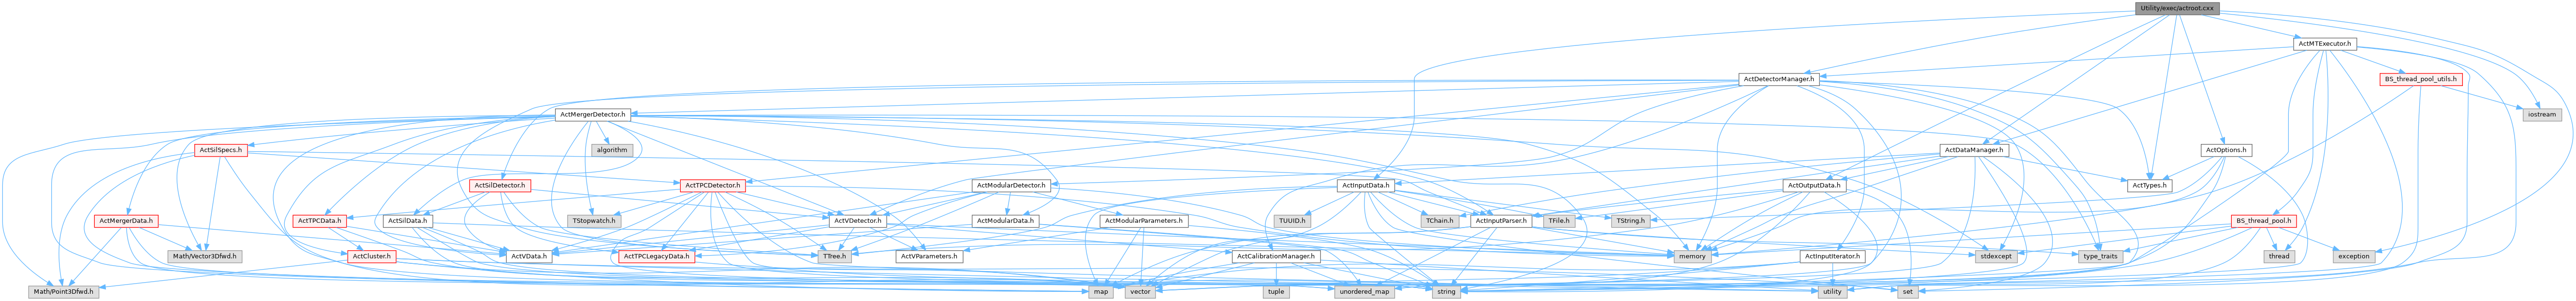 Utility/exec/actroot.cxx
ActMTExecutor.h
ActDetectorManager.h
BS_thread_pool_utils.h
ActMergerDetector.h
iostream
algorithm
ActSilSpecs.h
ActDataManager.h
ActOptions.h
ActSilDetector.h
ActTPCDetector.h
ActModularDetector.h
ActInputData.h
ActOutputData.h
ActTypes.h
ActMergerData.h
ActTPCData.h
ActSilData.h
TStopwatch.h
ActVDetector.h
ActModularData.h
ActModularParameters.h
TUUID.h
TChain.h
ActInputParser.h
TFile.h
TString.h
BS_thread_pool.h
Math/Vector3Dfwd.h
ActCluster.h
ActVData.h
ActTPCLegacyData.h
TTree.h
ActVParameters.h
ActCalibrationManager.h
memory
ActInputIterator.h
stdexcept
type_traits
thread
exception
Math/Point3Dfwd.h
map
vector
tuple
unordered_map
string
utility
set